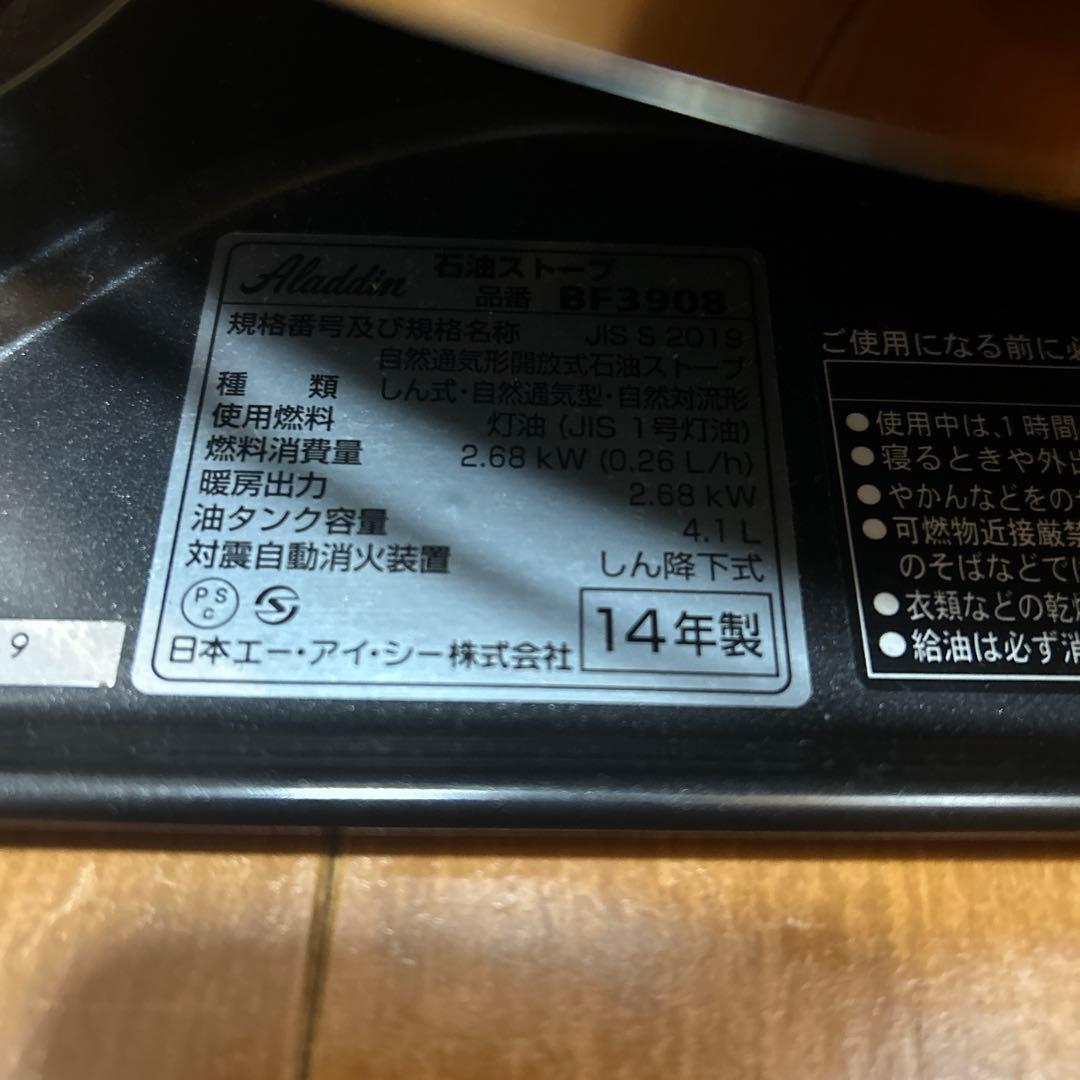 Aladdin 石油ストーブ
品番 BF3908
規格番号及び規格名称 JIS S 2019
自然通気形開放式石油ストーブ
種 類 しん式・自然通気型・自然対流形
使用燃料 灯油 (JIS 1号灯油)
燃料消費量 2.68 kW (0.26 L/h)
暖房出力 2.68 kW
油タンク容量 4.1 L
対震自動消火装置 しん降下式
PS
C
日本エー・アイ・シー株式会社 14年製
9
ご使用になる前に必
●使用中は、1時間
●寝るときや外出
●やかんなどをの
●可燃物近接厳禁
のそばなどで
●衣類などの乾燥
●給油は必ず消